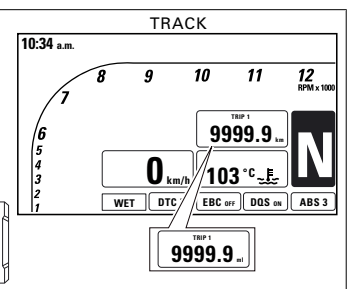 TRACK
10:34 a.m.
8 9 10 11 12
RPM x 1000
7
6
5
4
3
2
1
TRIP 1
9999.9 km
N
0 km/h
103 °C
WET DTC EBC OFF DQS ON ABS 3
TRIP 1
9999.9 ml